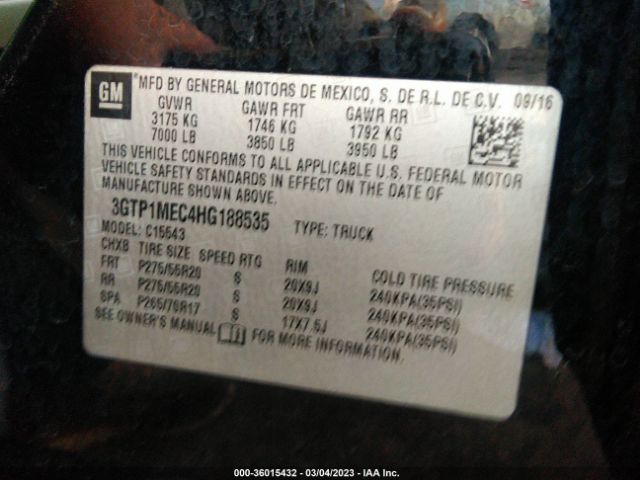 GM
MFD BY GENERAL MOTORS DE MEXICO, S. DE R.L. DE C.V. 09/16
GVWR GAWR FRT GAWR RR
3175 KG 1746 KG 1792 KG
7000 LB 3850 LB 3950 LB
THIS VEHICLE CONFORMS TO ALL APPLICABLE U.S. FEDERAL MOTOR
VEHICLE SAFETY STANDARDS IN EFFECT ON THE DATE OF
MANUFACTURE SHOWN ABOVE.
3GTP1MEC4HG188535 TYPE: TRUCK
MODEL: C15543
CHXB TIRE SIZE SPEED RTG RIM COLD TIRE PRESSURE
FRT P275/55R20 S 20X9J 240KPA(35PSI)
RR P275/55R20 S 20X9J 240KPA(35PSI)
SPA P265/70R17 S 17X7.5J 240KPA(35PSI)
SEE OWNER'S MANUAL FOR MORE INFORMATION.
000-36015432 - 03/04/2023 - IAA Inc.